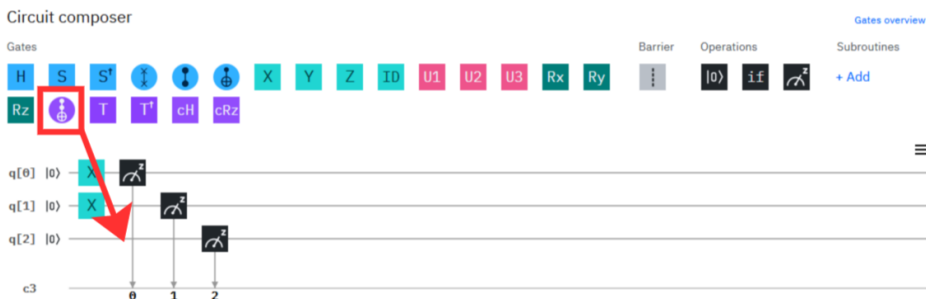 Circuit composer
Gates overview
Gates Barrier Operations Subroutines
H S S† X Y Z ID U1 U2 U3 Rx Ry |0⟩ if z + Add
Rz T T† cH cRz
q[0] |0⟩ X z
q[1] |0⟩ X z
q[2] |0⟩ z
c3
0 1 2